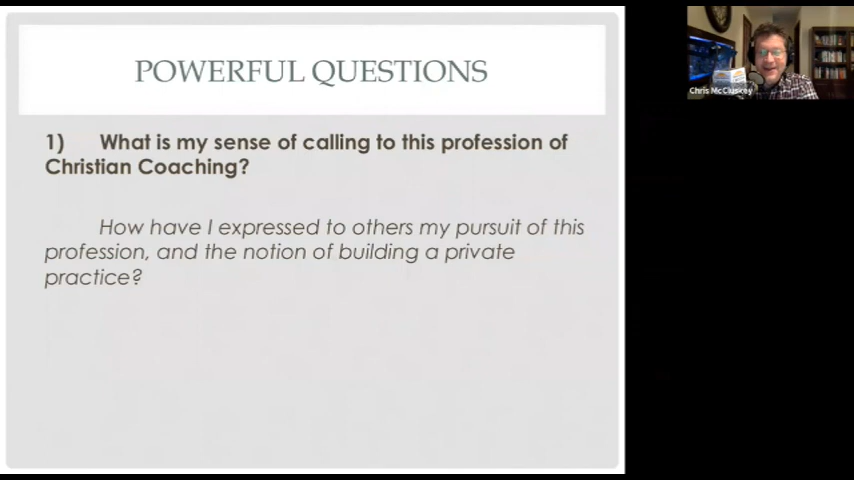 POWERFUL QUESTIONS
1) What is my sense of calling to this profession of
Christian Coaching?
How have I expressed to others my pursuit of this
profession, and the notion of building a private
practice?
Chris McCluskey